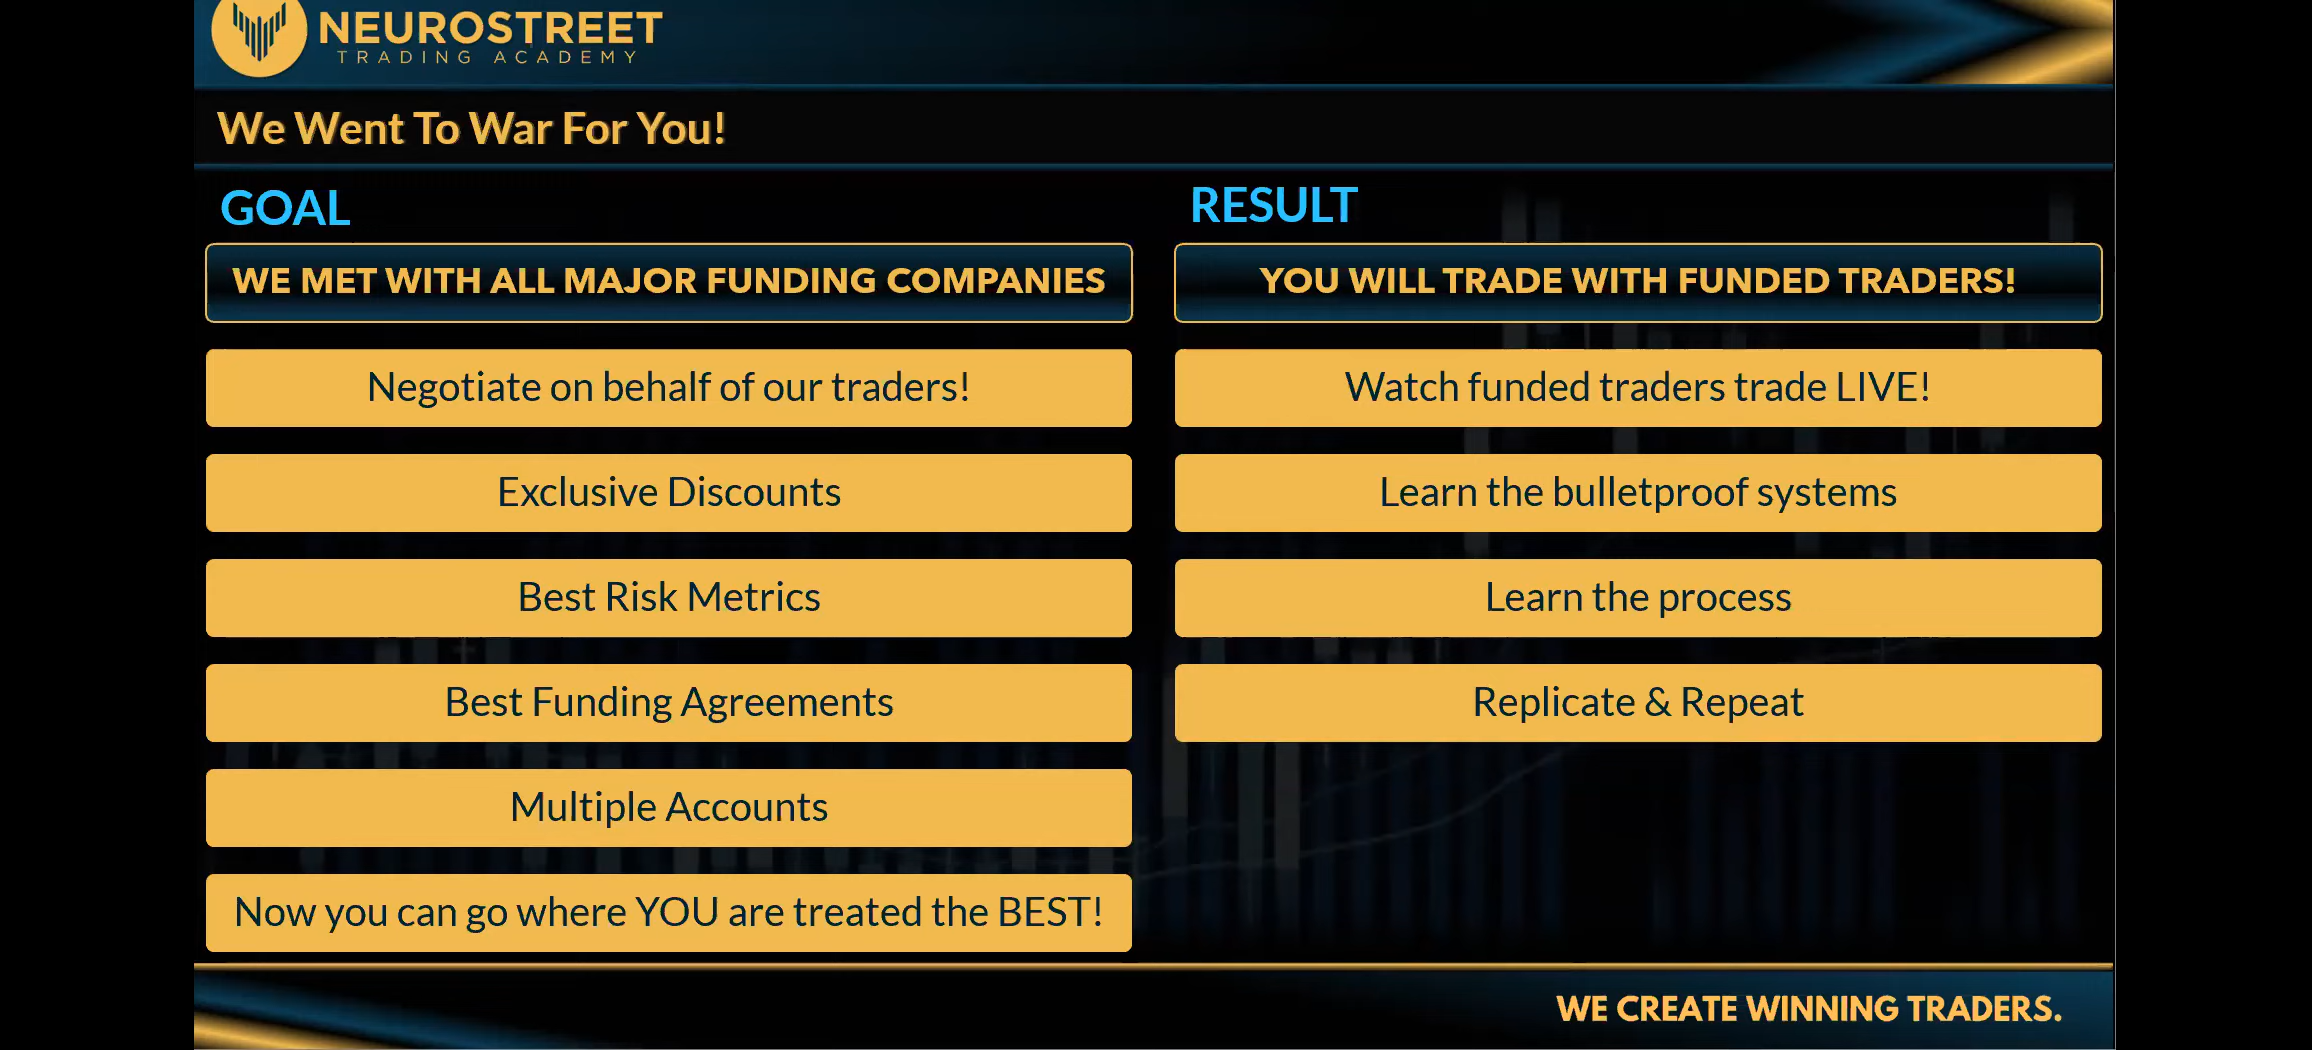 NEUROSTREET
TRADING ACADEMY
We Went To War For You!
GOAL
WE MET WITH ALL MAJOR FUNDING COMPANIES
Negotiate on behalf of our traders!
Exclusive Discounts
Best Risk Metrics
Best Funding Agreements
Multiple Accounts
Now you can go where YOU are treated the BEST!
RESULT
YOU WILL TRADE WITH FUNDED TRADERS!
Watch funded traders trade LIVE!
Learn the bulletproof systems
Learn the process
Replicate & Repeat
WE CREATE WINNING TRADERS.